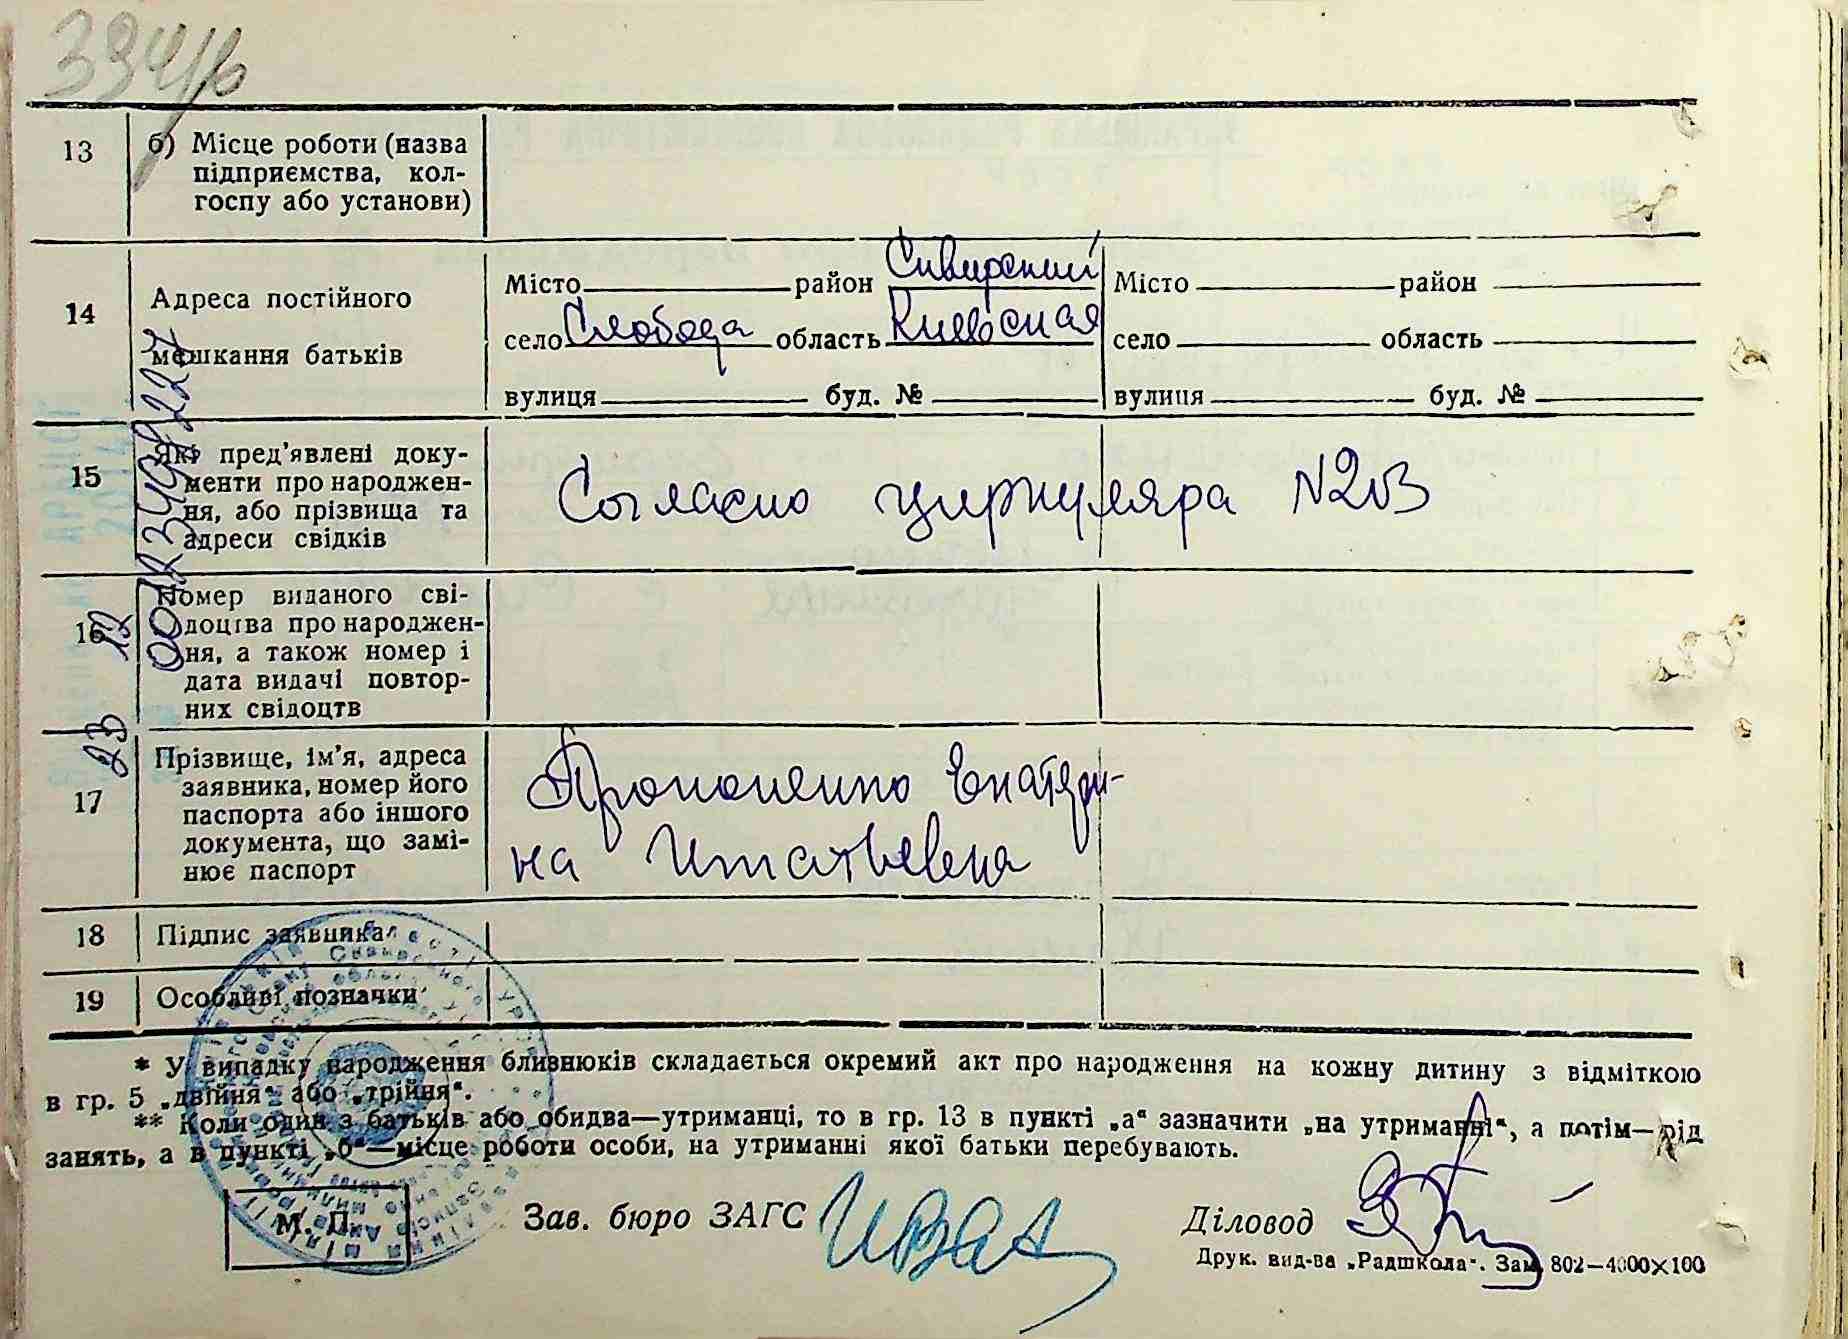 394/в
13
б) Місце роботи (назва
підприємства, кол-
госпу або установи)
14
Адреса постійного
мешкання батьків
Місто район Сквирский
село Слобода область Киевская
вулиця буд. №
Місто район
село область
вулиця буд. №
15
Які пред'явлені доку-
менти про народжен-
ня, або прізвища та
адреси свідків
Согласно циркуляра N203
16
Номер виданого сві-
доцтва про народжен-
ня, а також номер і
дата видачі повтор-
них свідоцтв
17
Прізвище, ім'я, адреса
заявника, номер його
паспорта або іншого
документа, що замі-
нює паспорт
Прокопенко Екатери-
на Игнатьевна
18
Підпис заявника
19
Особливі позначки
* У випадку народження близнюків складається окремий акт про народження на кожну дитину з відміткою
в гр. 5 „двійня“ або „трійня“.
** Коли один з батьків або обидва—утриманці, то в гр. 13 в пункті „а“ зазначити „на утриманні“, а потім—рід
занять, а в пункті „б“—місце роботи особи, на утриманні якої батьки перебувають.
М. П.
Зав. бюро ЗАГС
Діловод
Друк. вид-ва „Радшкола“. Зам. 802—4000×100